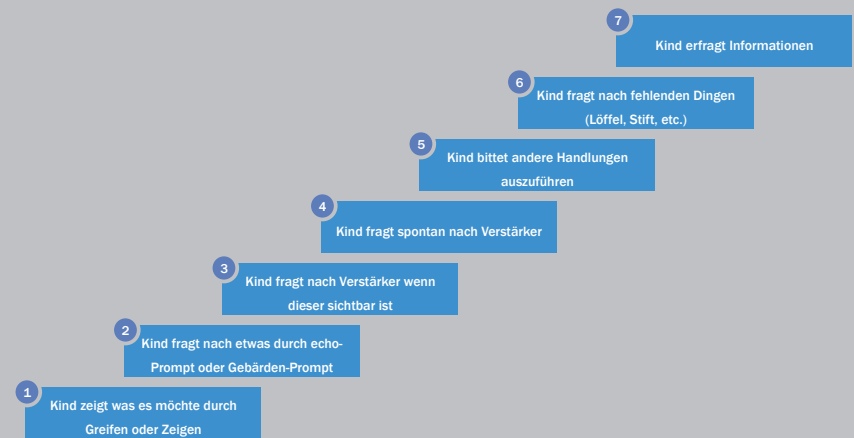 7
Kind erfragt Informationen
6
Kind fragt nach fehlenden Dingen
(Löffel, Stift, etc.)
5
Kind bittet andere Handlungen
auszuführen
4
Kind fragt spontan nach Verstärker
3
Kind fragt nach Verstärker wenn
dieser sichtbar ist
2
Kind fragt nach etwas durch echo-
Prompt oder Gebärden-Prompt
1
Kind zeigt was es möchte durch
Greifen oder Zeigen